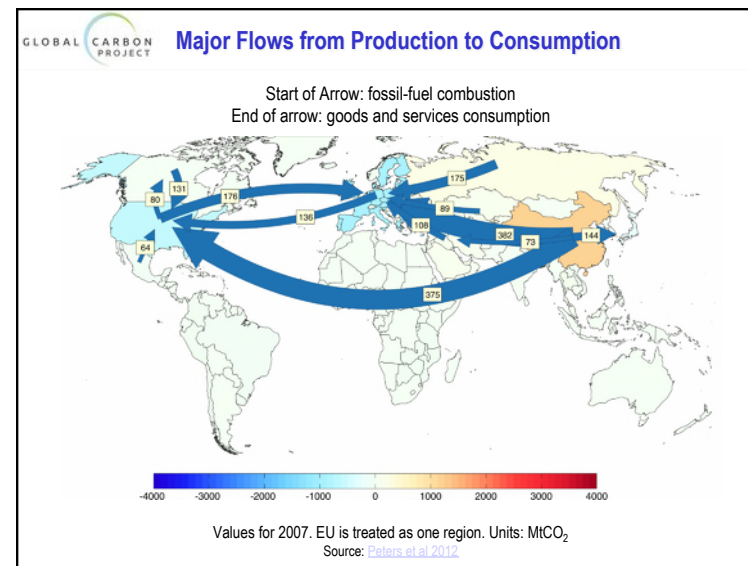 GLOBAL CARBON
PROJECT
Major Flows from Production to Consumption
Start of Arrow: fossil-fuel combustion
End of arrow: goods and services consumption
131
80
176
175
136
89
108
382
73
144
64
375
-4000 -3000 -2000 -1000 0 1000 2000 3000 4000
Values for 2007. EU is treated as one region. Units: MtCO₂
Source: Peters et al 2012